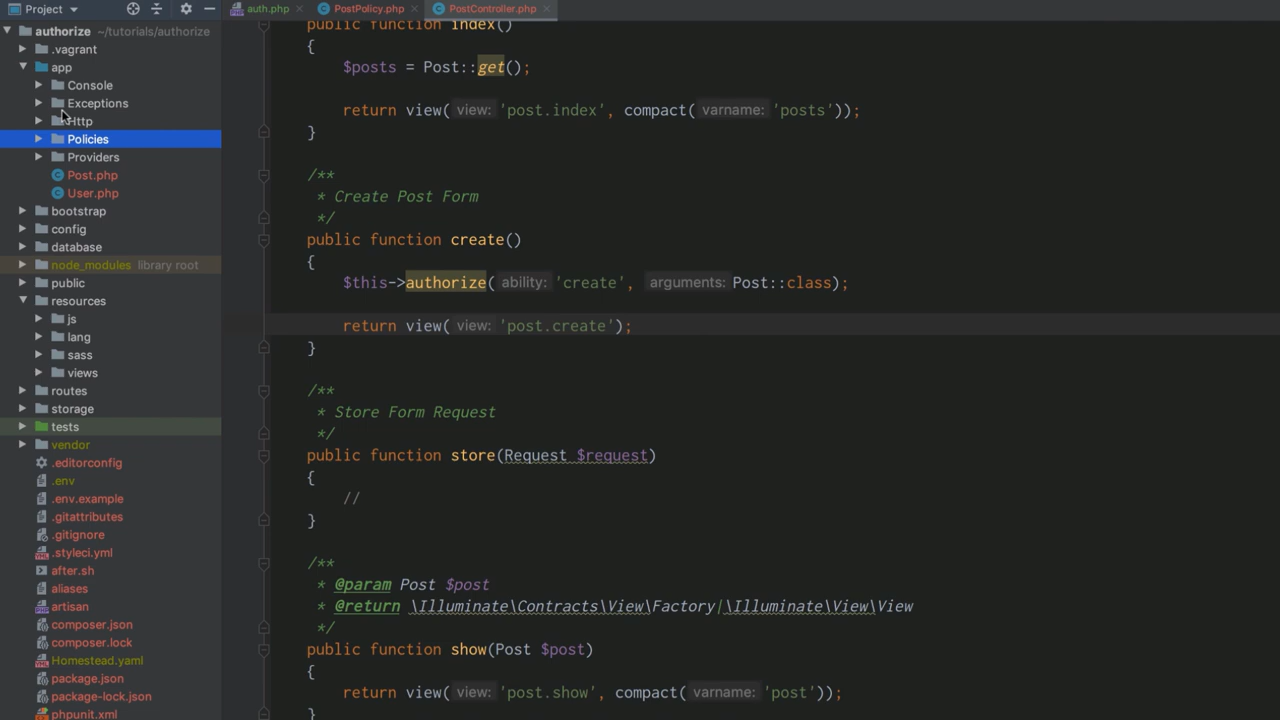 Project
auth.php
PostPolicy.php
PostController.php
authorize ~/tutorials/authorize
.vagrant
app
Console
Exceptions
Http
Policies
Providers
Post.php
User.php
bootstrap
config
database
node_modules library root
public
resources
js
lang
sass
views
routes
storage
tests
vendor
.editorconfig
.env
.env.example
.gitattributes
.gitignore
.styleci.yml
after.sh
aliases
artisan
composer.json
composer.lock
Homestead.yaml
package.json
package-lock.json
phpunit.xml
public function index()
{
$posts = Post::get();
return view( view: 'post.index', compact( varname: 'posts'));
}
/**
* Create Post Form
*/
public function create()
{
$this->authorize( ability: 'create', arguments: Post::class);
return view( view: 'post.create');
}
/**
* Store Form Request
*/
public function store(Request $request)
{
//
}
/**
* @param Post $post
* @return \Illuminate\Contracts\View\Factory|\Illuminate\View\View
*/
public function show(Post $post)
{
return view( view: 'post.show', compact( varname: 'post'));
}